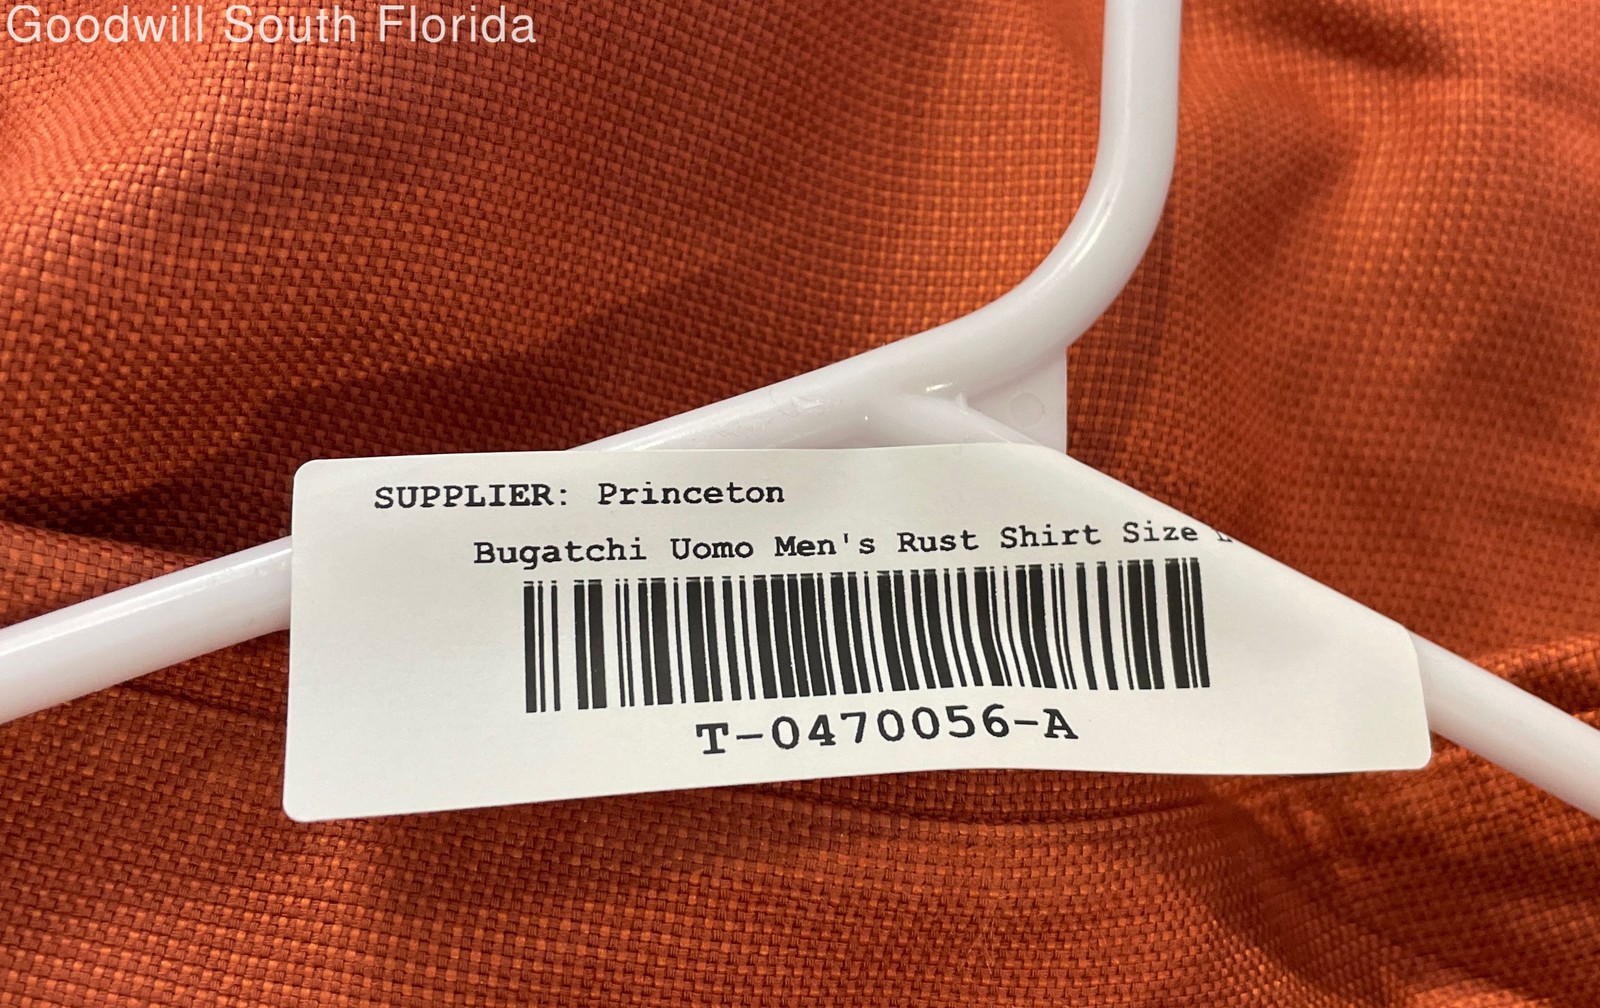 Goodwill South Florida
SUPPLIER: Princeton
Bugatchi Uomo Men's Rust Shirt Size
T-0470056-A